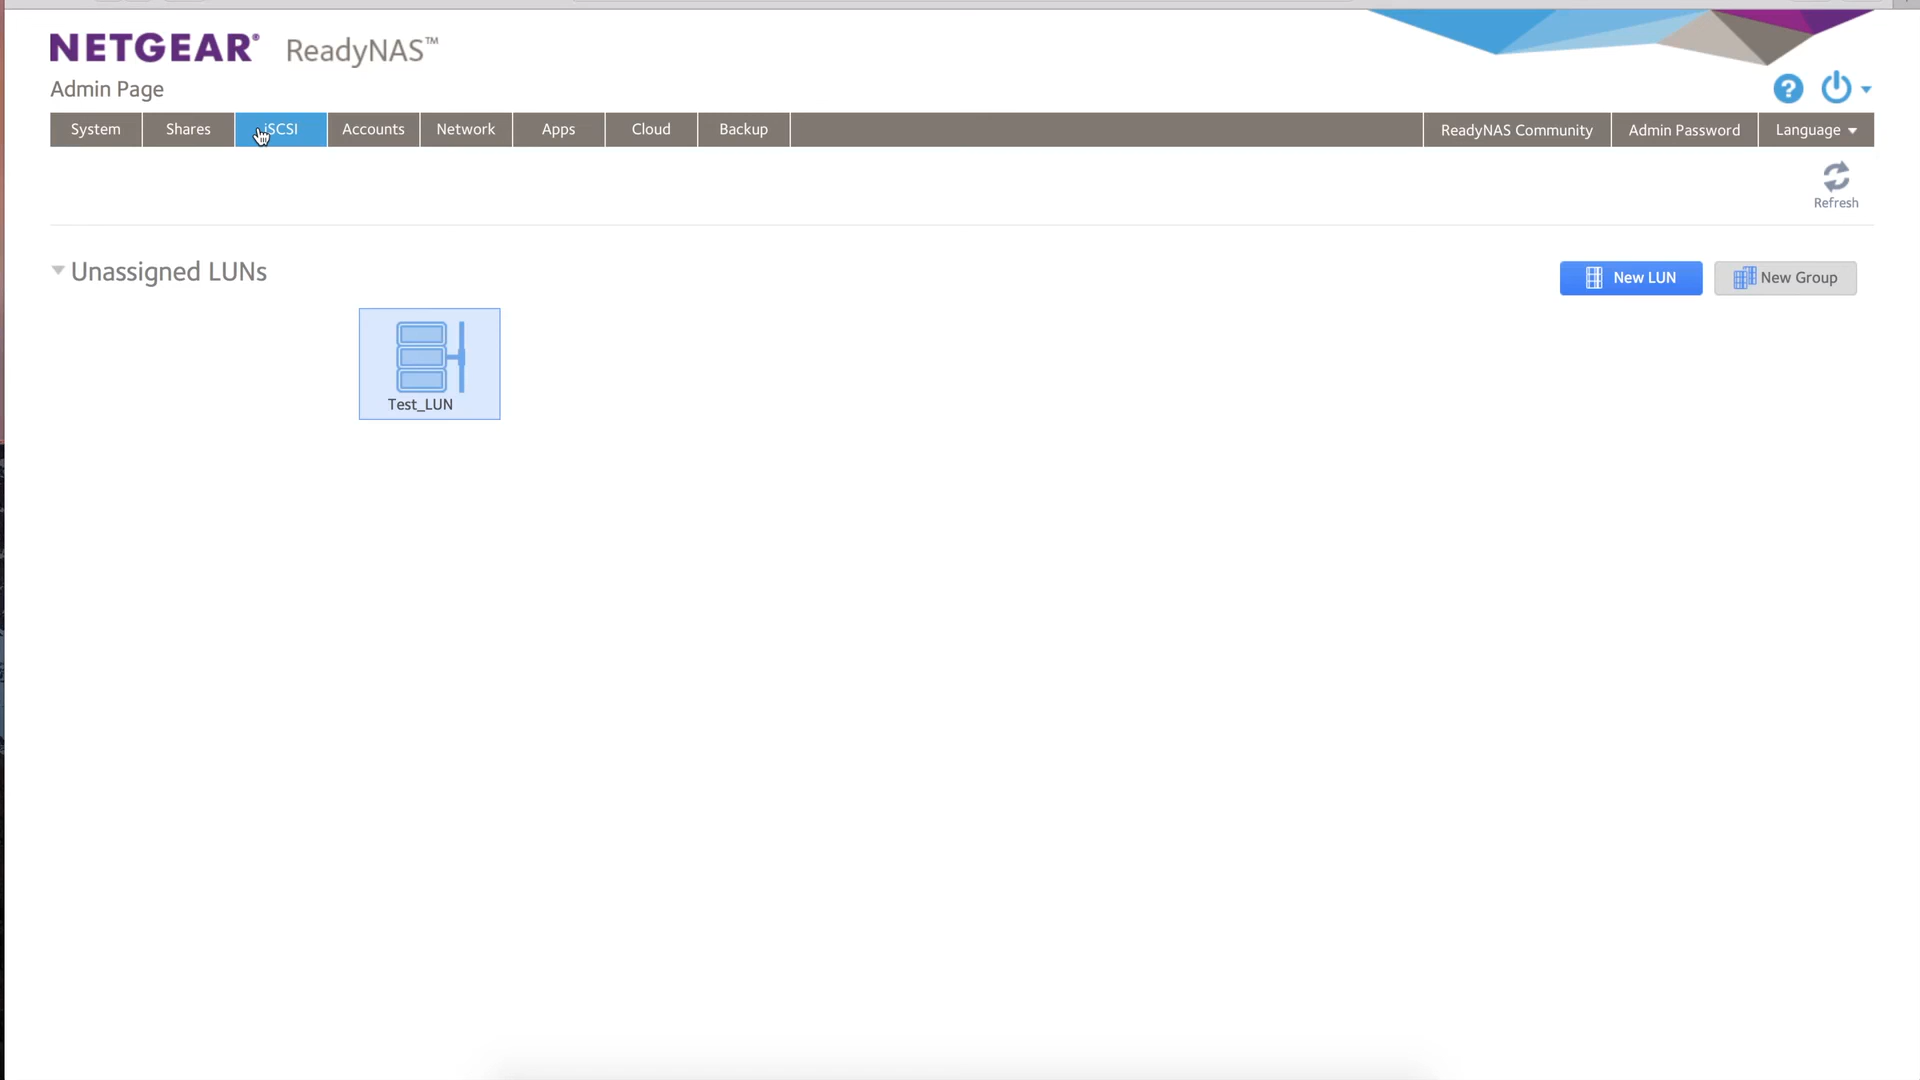 NETGEAR® ReadyNAS™
Admin Page
?
System Shares iSCSI Accounts Network Apps Cloud Backup ReadyNAS Community Admin Password Language
Refresh
Unassigned LUNs
New LUN New Group
Test_LUN